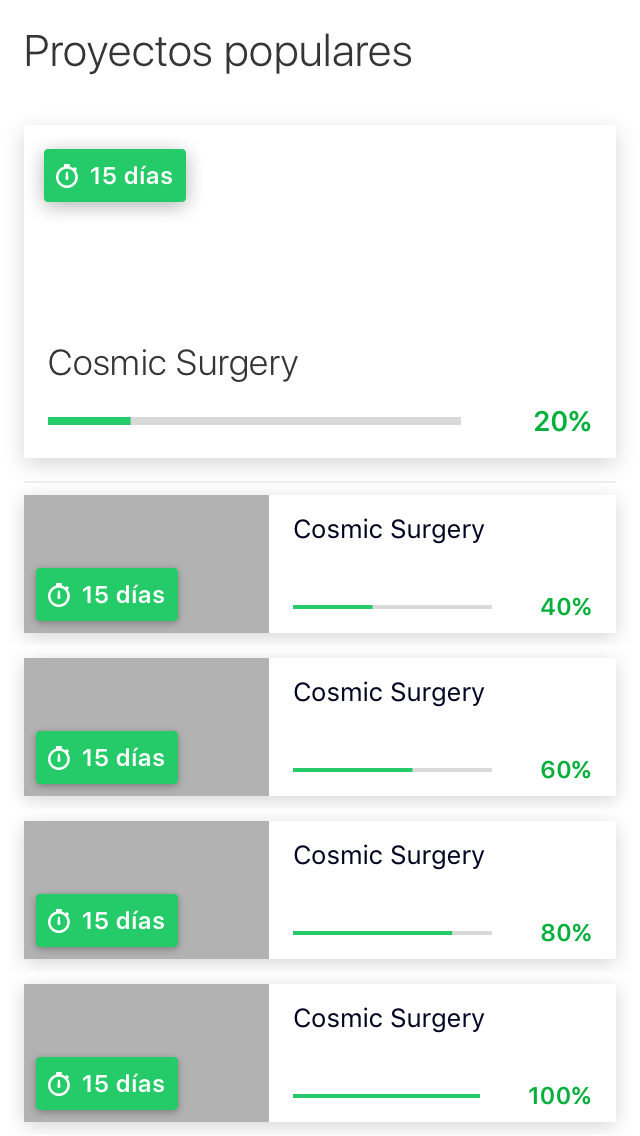 Proyectos populares
15 días
Cosmic Surgery
20%
Cosmic Surgery
15 días
40%
Cosmic Surgery
15 días
60%
Cosmic Surgery
15 días
80%
Cosmic Surgery
15 días
100%